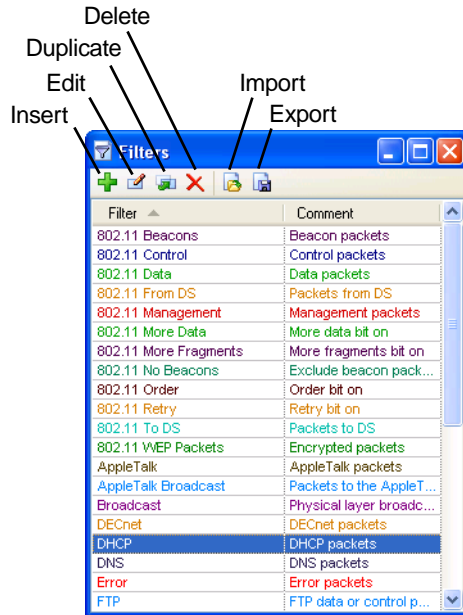 Delete
Duplicate
Edit Import
Insert Export
Filters
Filter Comment
802.11 Beacons Beacon packets
802.11 Control Control packets
802.11 Data Data packets
802.11 From DS Packets from DS
802.11 Management Management packets
802.11 More Data More data bit on
802.11 More Fragments More fragments bit on
802.11 No Beacons Exclude beacon pack...
802.11 Order Order bit on
802.11 Retry Retry bit on
802.11 To DS Packets to DS
802.11 WEP Packets Encrypted packets
AppleTalk AppleTalk packets
AppleTalk Broadcast Packets to the AppleT...
Broadcast Physical layer broadc...
DECnet DECnet packets
DHCP DHCP packets
DNS DNS packets
Error Error packets
FTP FTP data or control p...